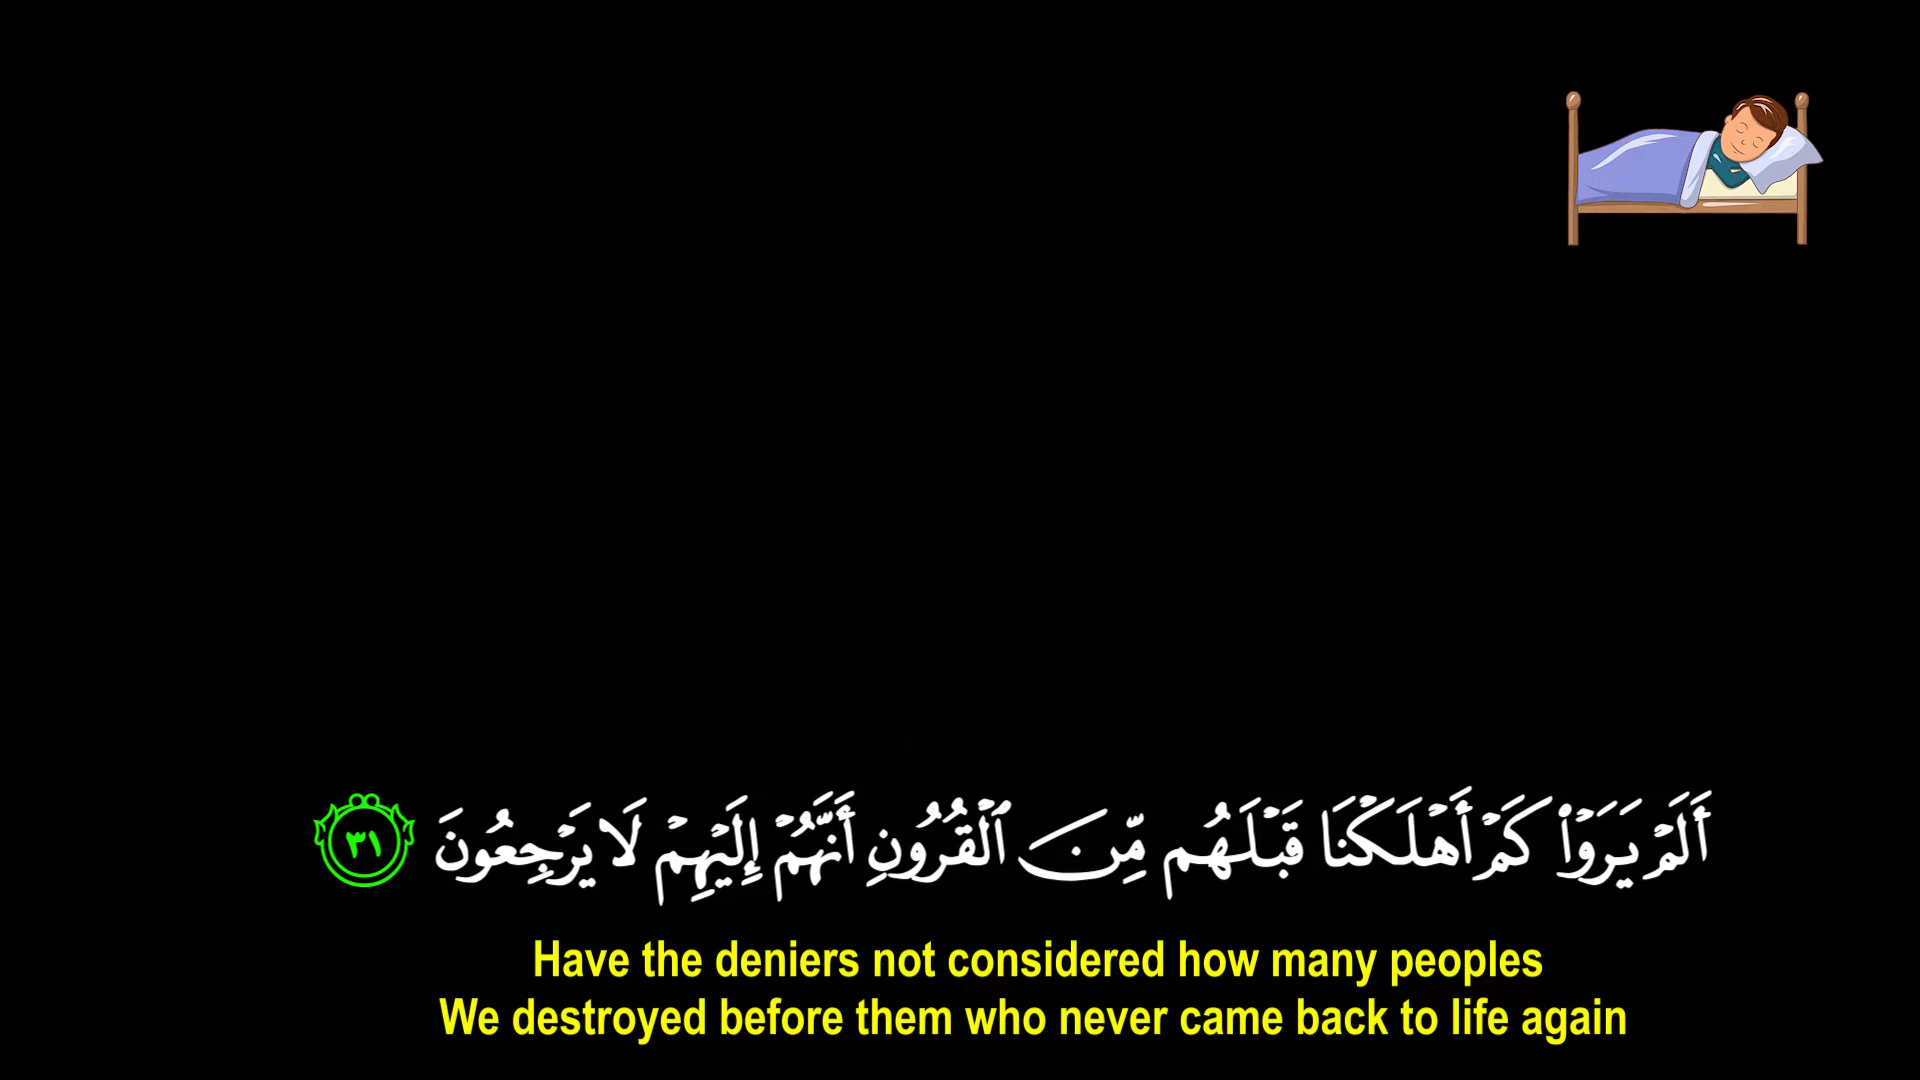 أَلَمْ يَرَوْا۟ كَمْ أَهْلَكْنَا قَبْلَهُم مِّنَ ٱلْقُرُونِ أَنَّهُمْ إِلَيْهِمْ لَا يَرْجِعُونَ ٣١
Have the deniers not considered how many peoples
We destroyed before them who never came back to life again